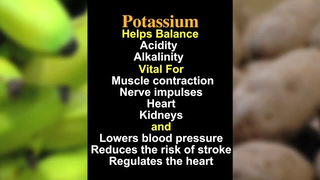 Potassium
Helps Balance
Acidity
Alkalinity
Vital For
Muscle contraction
Nerve impulses
Heart
Kidneys
and
Lowers blood pressure
Reduces the risk of stroke
Regulates the heart